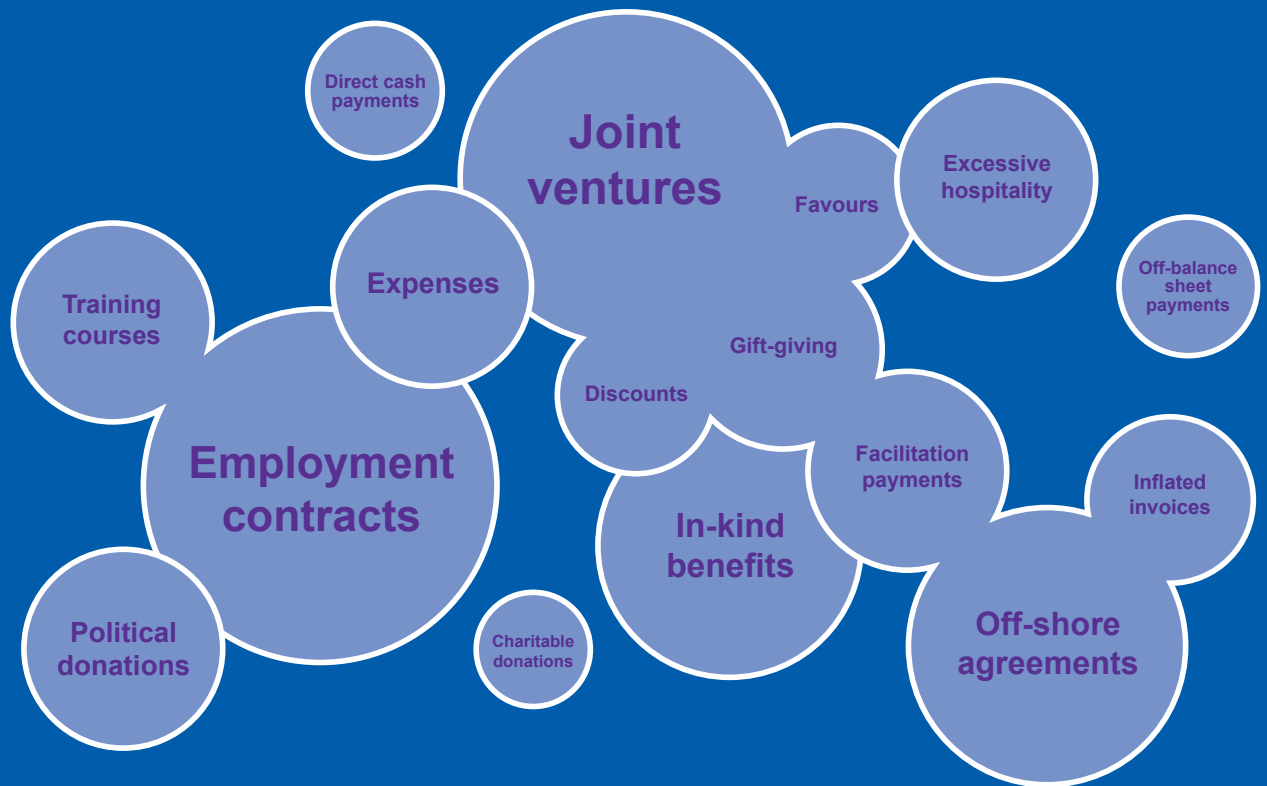 Direct cash
payments
Joint
ventures
Favours
Excessive
hospitality
Off-balance
sheet
payments
Training
courses
Expenses
Gift-giving
Discounts
Employment
contracts
In-kind
benefits
Facilitation
payments
Inflated
invoices
Political
donations
Charitable
donations
Off-shore
agreements